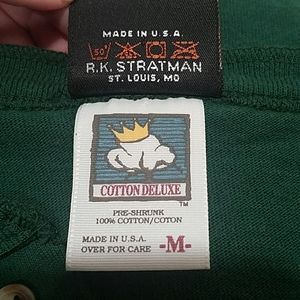 MADE IN U.S.A
50°
R.K. STRATMAN
ST. LOUIS, MO
COTTON DELUXE
TM
PRE-SHRUNK
100% COTTON/COTON
MADE IN U.S.A.
OVER FOR CARE
-M-